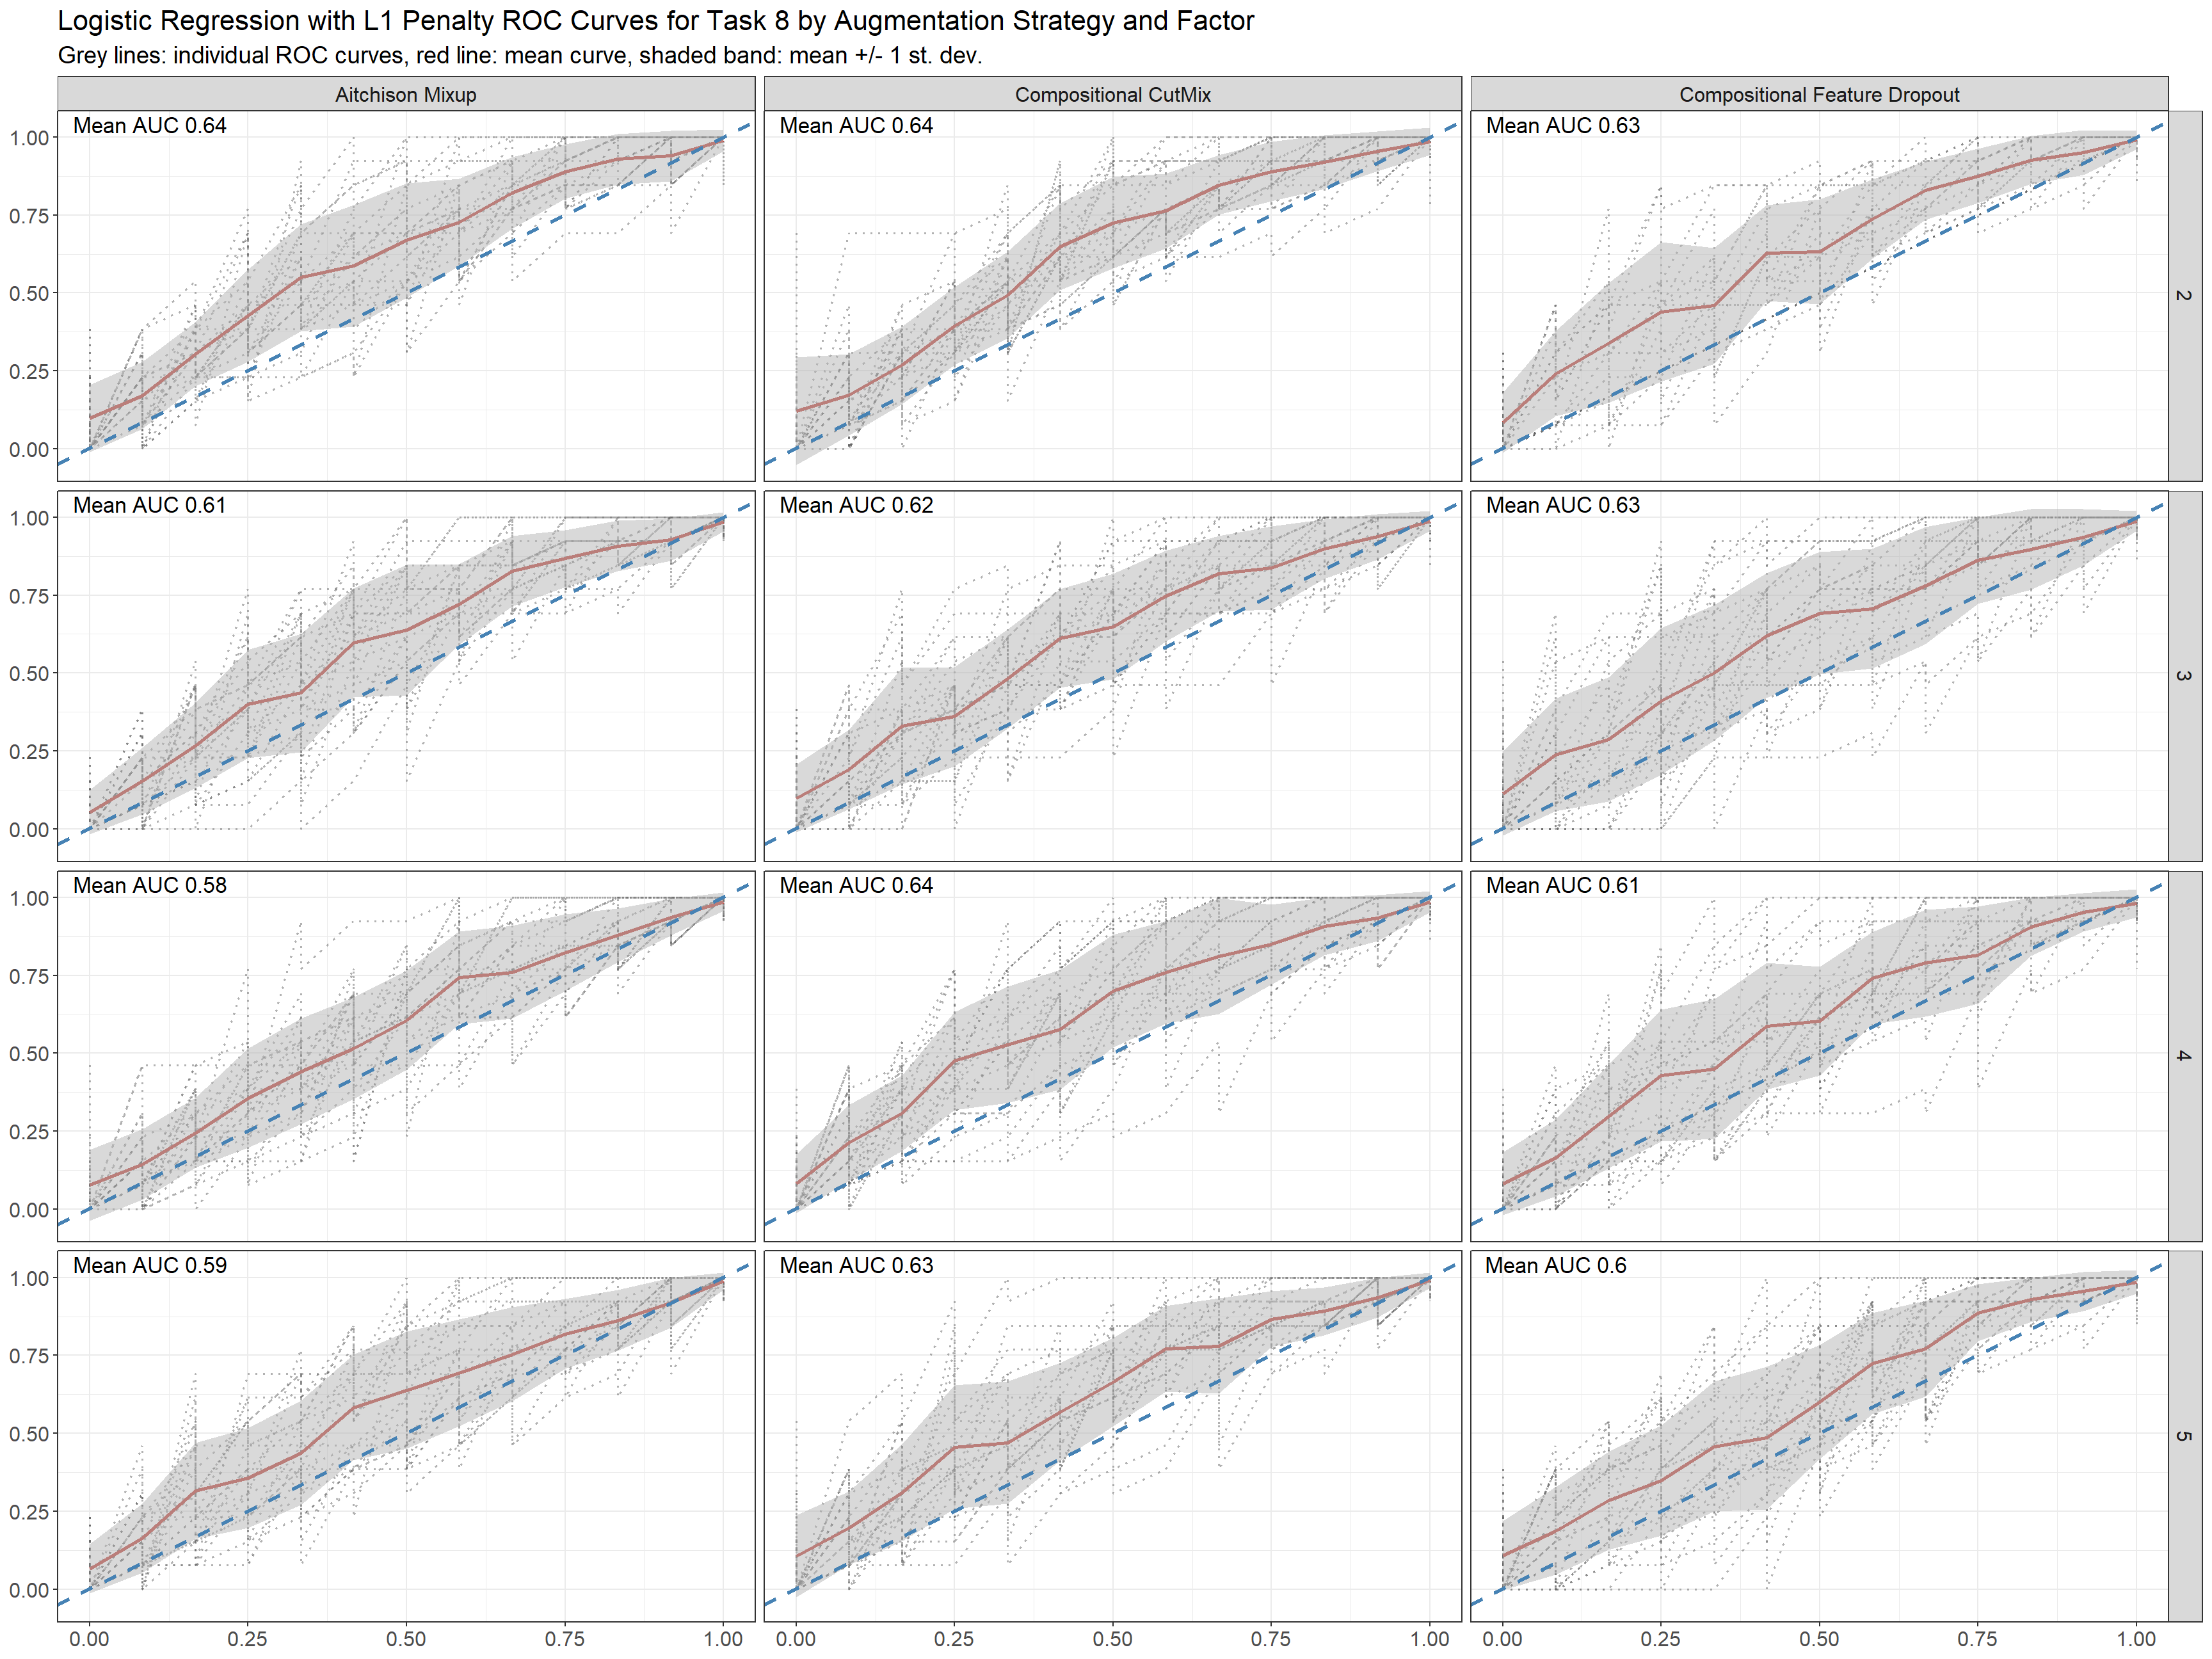 Logistic Regression with L1 Penalty ROC Curves for Task 8 by Augmentation Strategy and Factor
Grey lines: individual ROC curves, red line: mean curve, shaded band: mean +/- 1 st. dev.
Aitchison Mixup
Compositional CutMix
Compositional Feature Dropout
Mean AUC 0.64
Mean AUC 0.64
Mean AUC 0.63
1.00
0.75
0.50
0.25
0.00
2
Mean AUC 0.61
Mean AUC 0.62
Mean AUC 0.63
1.00
0.75
0.50
0.25
0.00
3
Mean AUC 0.58
Mean AUC 0.64
Mean AUC 0.61
1.00
0.75
0.50
0.25
0.00
4
Mean AUC 0.59
Mean AUC 0.63
Mean AUC 0.6
1.00
0.75
0.50
0.25
0.00
5
0.00 0.25 0.50 0.75 1.00
0.00 0.25 0.50 0.75 1.00
0.00 0.25 0.50 0.75 1.00